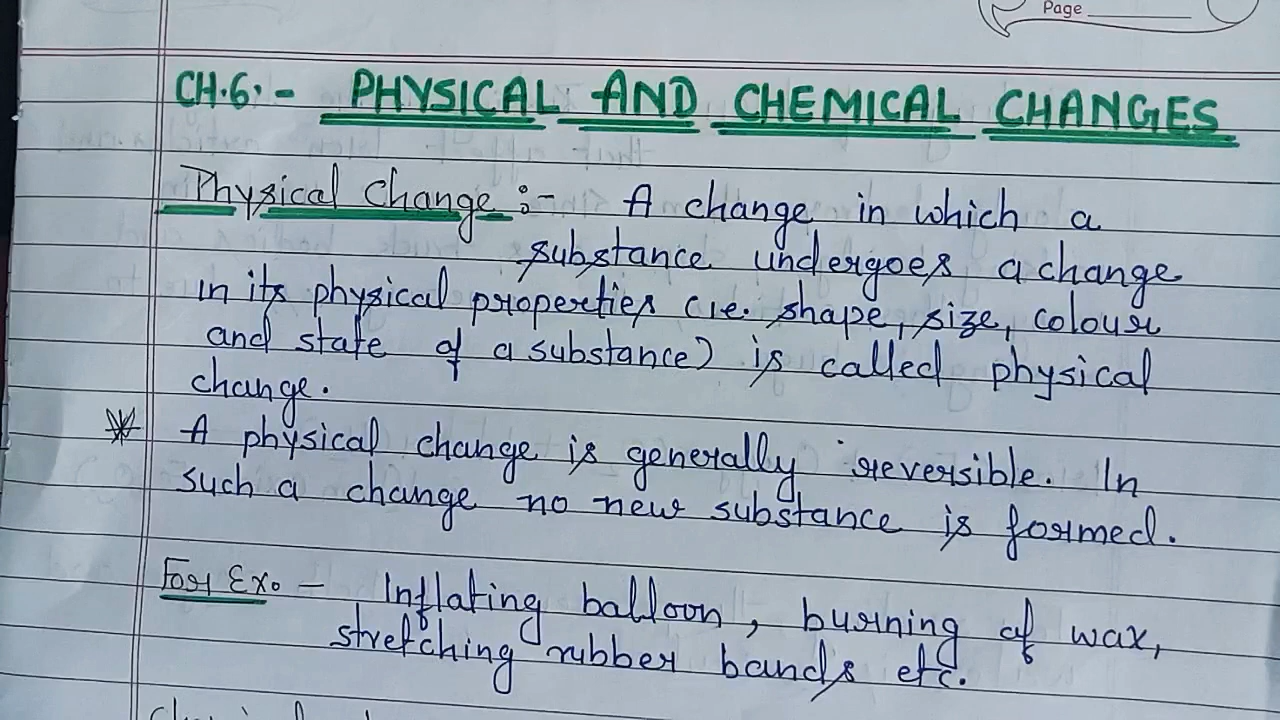 Page
CH.6.- PHYSICAL AND CHEMICAL CHANGES
Physical Change :- A change in which a
substance undergoes a change
in its physical properties (i.e. shape, size, colour
and state of a substance) is called physical
change.
* A physical change is generally reversible. In
such a change no new substance is formed.
For Ex. - Inflating balloon, burning of wax,
stretching rubber bands etc.